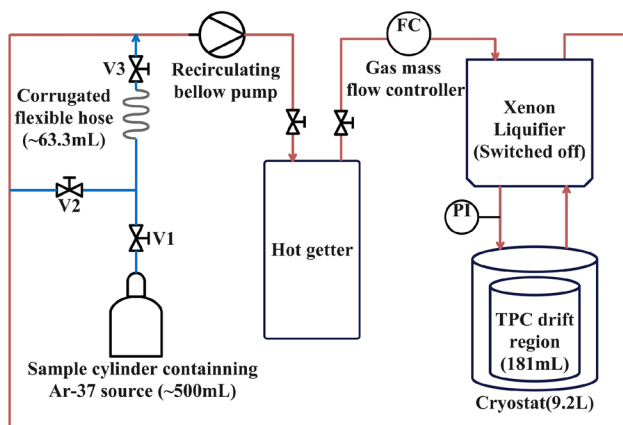 V3
Corrugated
flexible hose
(~63.3mL)
V2
V1
Sample cylinder containning
Ar-37 source (~500mL)
Recirculating
bellow pump
Hot getter
FC
Gas mass
flow controller
Xenon
Liquifier
(Switched off)
PI
TPC drift
region
(181mL)
Cryostat(9.2L)